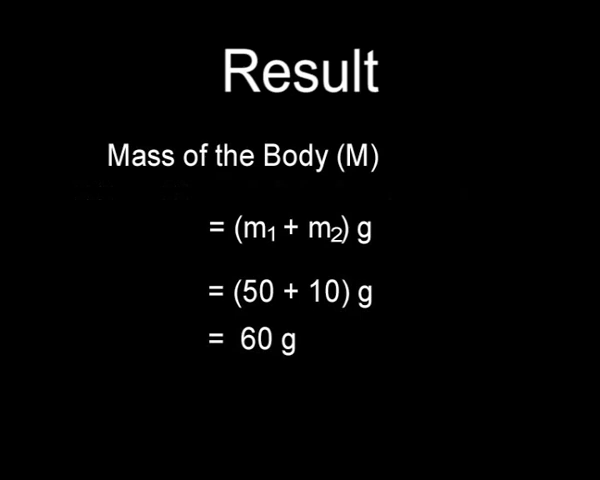 Result
Mass of the Body (M)
= (m₁ + m₂) g
= (50 + 10) g
= 60 g